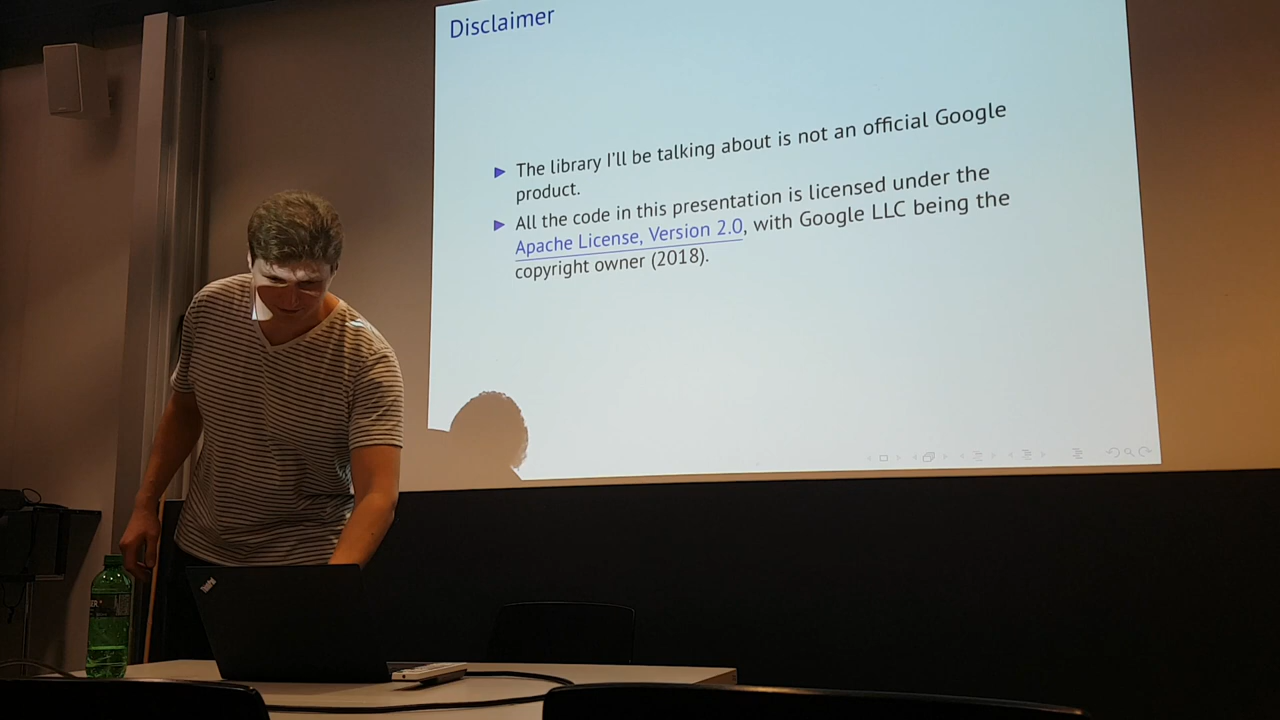 Disclaimer
▶ The library I'll be talking about is not an official Google
product.
▶ All the code in this presentation is licensed under the
Apache License, Version 2.0, with Google LLC being the
copyright owner (2018).
ThinkPad